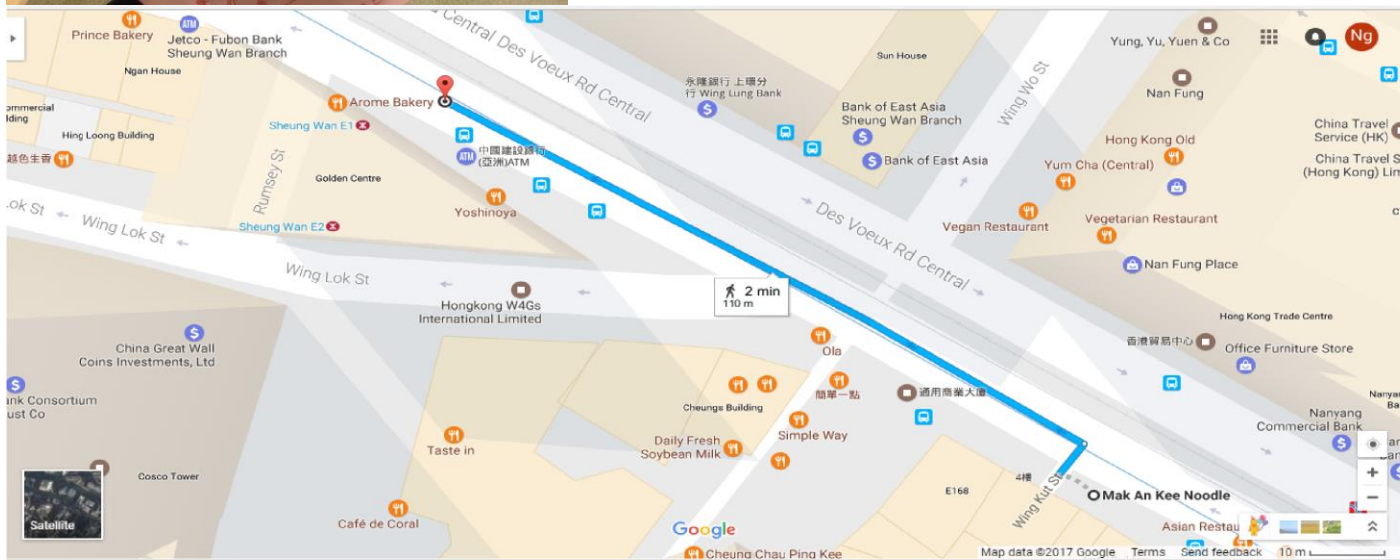 Prince Bakery
ATM
Jetco - Fubon Bank
Sheung Wan Branch
Ngan House
Central
Des Voeux Rd Central
Sun House
Yung, Yu, Yuen & Co
Ng
Nan Fung
永隆銀行 上環分
行 Wing Lung Bank
Wing Wo St
Bank of East Asia
Sheung Wan Branch
Bank of East Asia
China Travel
Service (HK)
China Travel S
(Hong Kong) Lim
Hong Kong Old
Yum Cha (Central)
Arome Bakery
Sheung Wan E1
Hing Loong Building
越色生香
ATM
中國建設銀行
(亞洲)ATM
Golden Centre
Rumsey St
Yoshinoya
Sheung Wan E2
Lok St
Wing Lok St
Wing Lok St
Des Voeux Rd Central
Vegan Restaurant
Vegetarian Restaurant
Nan Fung Place
2 min
110 m
Hongkong W4Gs
International Limited
China Great Wall
Coins Investments, Ltd
Hong Kong Trade Centre
香港貿易中心
Office Furniture Store
Ola
簡單一點
通用商業大廈
Cheungs Building
Simple Way
Daily Fresh
Soybean Milk
Taste in
Cosco Tower
Nanyang
Commercial Bank
4樓
E168
Wing Kut St
Mak An Kee Noodle
Café de Coral
Satellite
Google
Cheung Chau Ping Kee
Asian Restau
Map data ©2017 Google
Terms
Send feedback
10 m